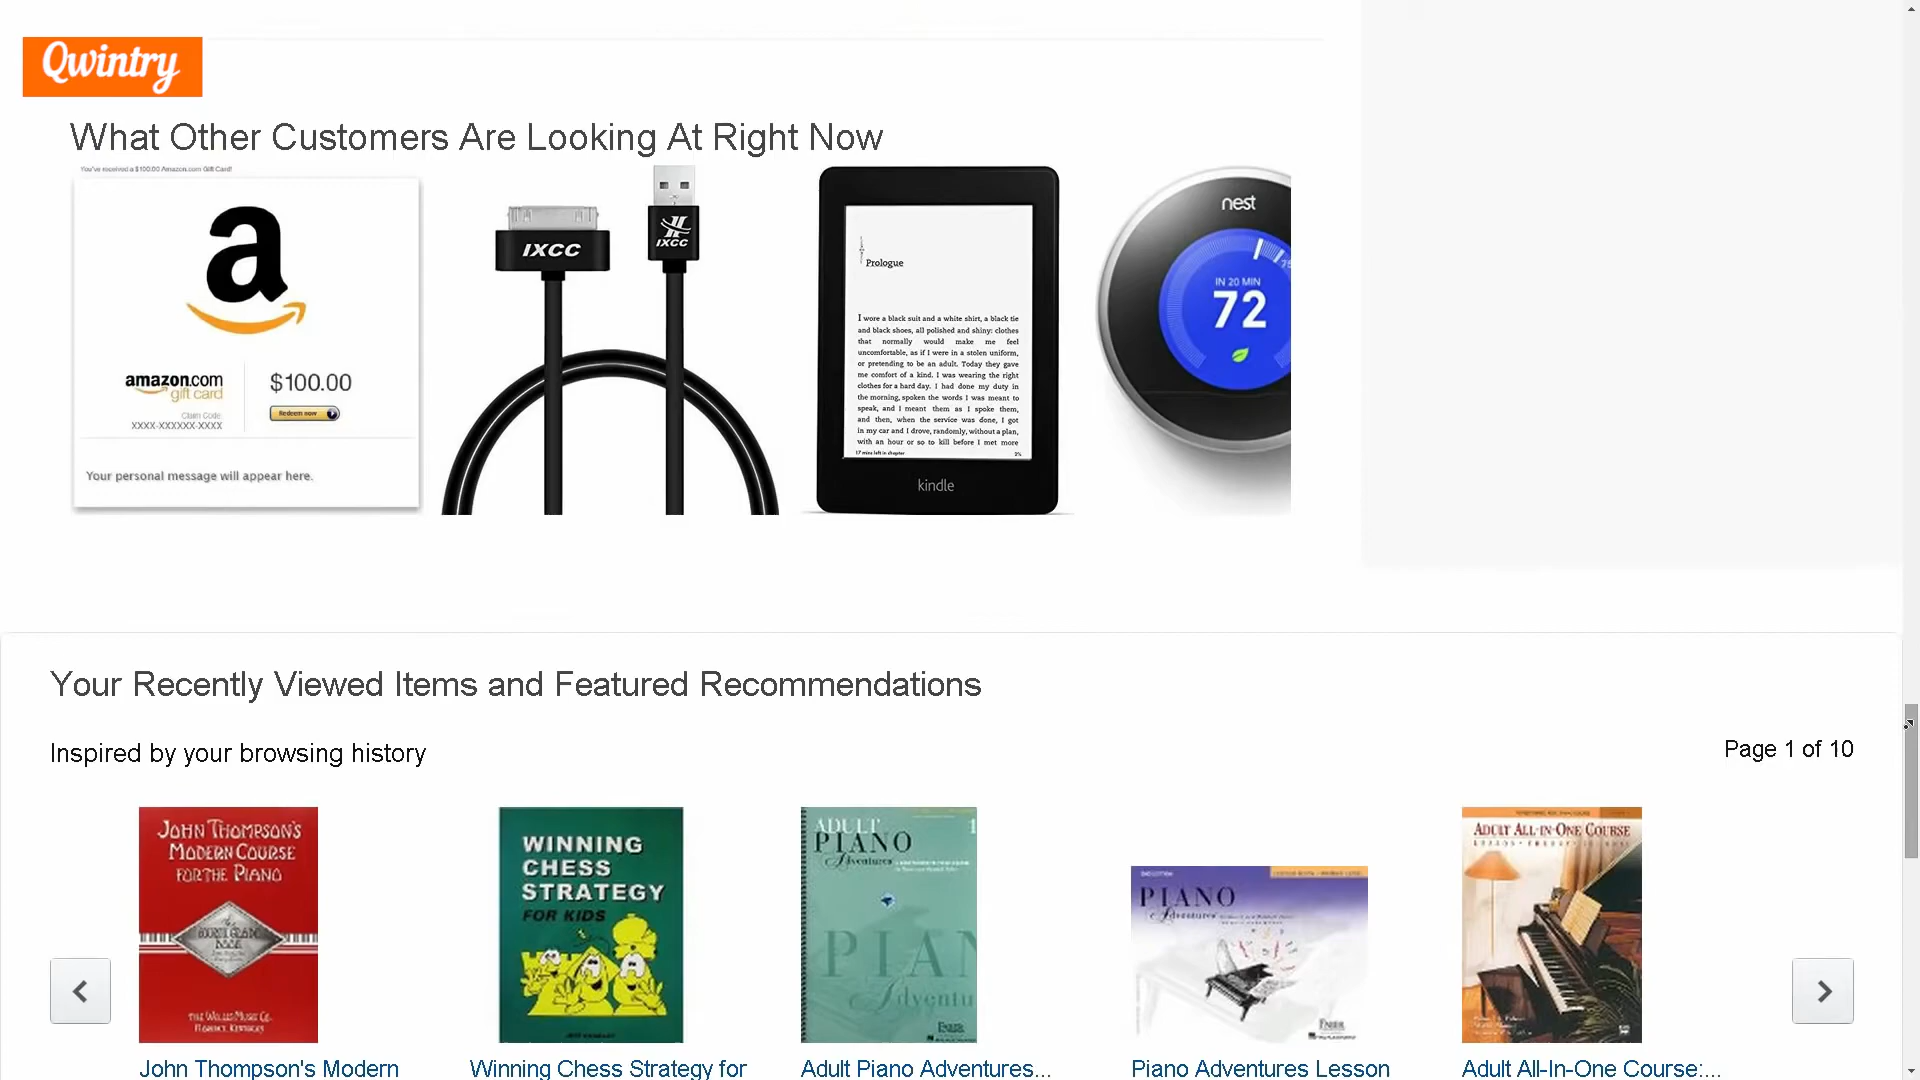 Qwintry
What Other Customers Are Looking At Right Now
You've received a $100.00 Amazon.com Gift Card!
a
amazon.com
gift card
$100.00
Redeem now
Claim Code:
XXXX-XXXXXX-XXXX
Your personal message will appear here.
IXCC
IXCC
Prologue
I wore a black suit and a white shirt, a black tie
and black shoes, all polished and shiny: clothes
that normally would make me feel
uncomfortable, as if I were in a stolen uniform,
or pretending to be an adult. Today they gave
me comfort of a kind. I was wearing the right
clothes for a hard day. I had done my duty in
the morning, spoken the words I was meant to
speak, and I meant them as I spoke them,
and then, when the service was done, I got
in my car and I drove, randomly, without a plan,
with an hour or so to kill before I met more
17 mins left in chapter
2%
kindle
nest
75
IN 20 MIN
72
Your Recently Viewed Items and Featured Recommendations
Inspired by your browsing history
Page 1 of 10
JOHN THOMPSON'S
MODERN COURSE
FOR THE PIANO
THE
FOURTH GRADE
BOOK
THE WILLIS MUSIC CO.
FLORENCE, KENTUCKY
WINNING
CHESS
STRATEGY
FOR KIDS
ADULT
PIANO
Adventures
1
PIAN
Adventu
FABER
PIANO
Adventures
FABER
ADULT ALL-IN-ONE COURSE
LESSON • THEORY •
John Thompson's Modern
Winning Chess Strategy for
Adult Piano Adventures...
Piano Adventures Lesson
Adult All-In-One Course:...